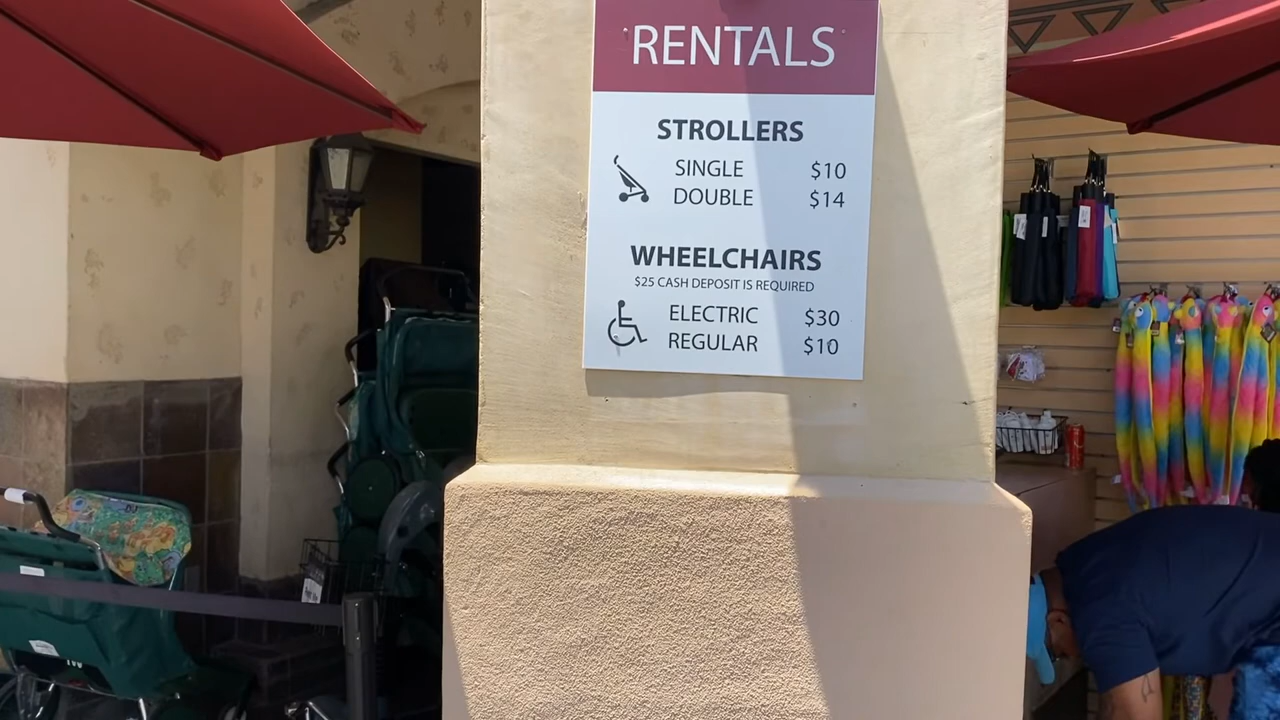 RENTALS
STROLLERS
SINGLE $10
DOUBLE $14
WHEELCHAIRS
$25 CASH DEPOSIT IS REQUIRED
ELECTRIC $30
REGULAR $10